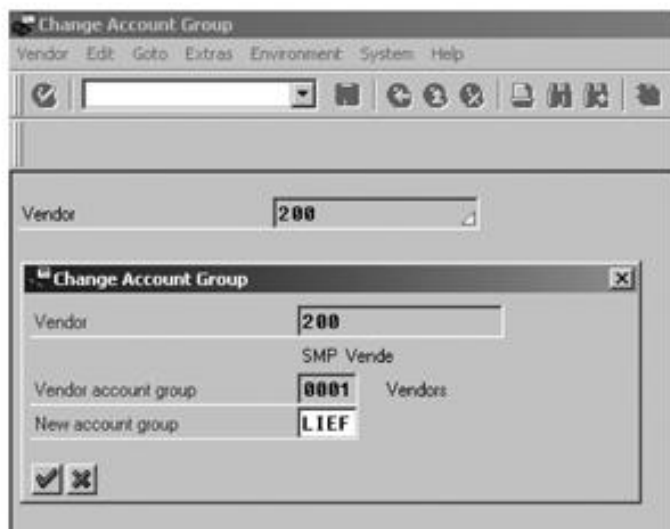 Change Account Group
Vendor Edit Goto Extras Environment System Help
Vendor 200
Change Account Group
Vendor 200
SMP Vende
Vendor account group 0001 Vendors
New account group LIEF